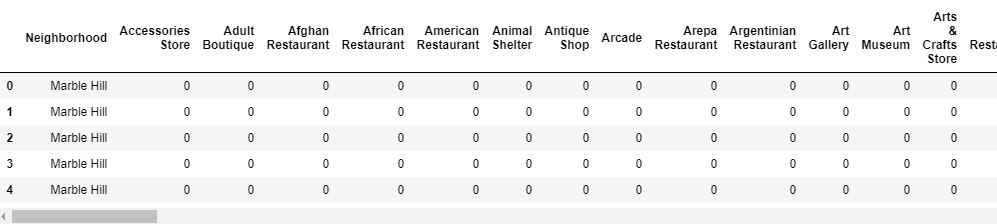 Neighborhood Accessories Store Adult Boutique Afghan Restaurant African Restaurant American Restaurant Animal Shelter Antique Shop Arcade Arepa Restaurant Argentinian Restaurant Art Gallery Art Museum Arts & Crafts Store
0 Marble Hill 0 0 0 0 0 0 0 0 0 0 0 0 0
1 Marble Hill 0 0 0 0 0 0 0 0 0 0 0 0 0
2 Marble Hill 0 0 0 0 0 0 0 0 0 0 0 0 0
3 Marble Hill 0 0 0 0 0 0 0 0 0 0 0 0 0
4 Marble Hill 0 0 0 0 0 0 0 0 0 0 0 0 0